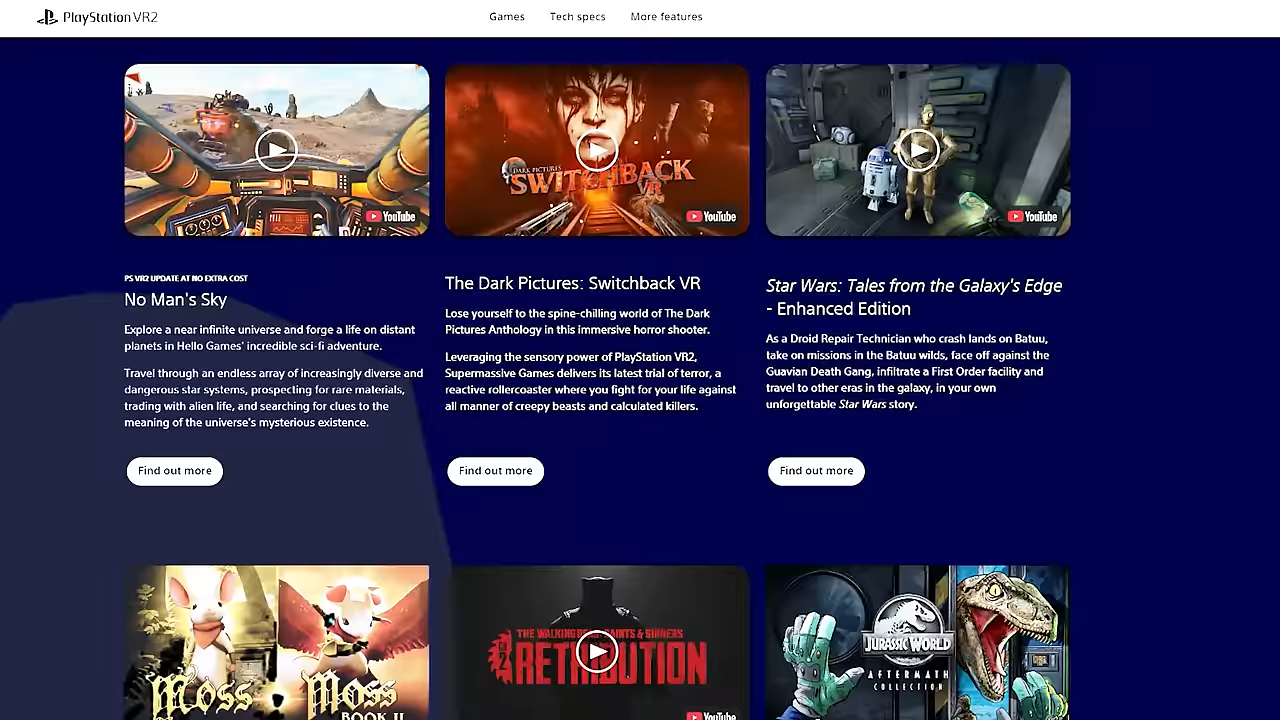 PlayStation VR2
Games
Tech specs
More features
DARK PICTURES
SWITCHBACK
VR
YouTube
YouTube
YouTube
PS VR2 UPDATE AT NO EXTRA COST
No Man's Sky
Explore a near infinite universe and forge a life on distant
planets in Hello Games' incredible sci-fi adventure.
Travel through an endless array of increasingly diverse and
dangerous star systems, prospecting for rare materials,
trading with alien life, and searching for clues to the
meaning of the universe's mysterious existence.
Find out more
The Dark Pictures: Switchback VR
Lose yourself to the spine-chilling world of The Dark
Pictures Anthology in this immersive horror shooter.
Leveraging the sensory power of PlayStation VR2,
Supermassive Games delivers its latest trial of terror, a
reactive rollercoaster where you fight for your life against
all manner of creepy beasts and calculated killers.
Find out more
Star Wars: Tales from the Galaxy's Edge
- Enhanced Edition
As a Droid Repair Technician who crash lands on Batuu,
take on missions in the Batuu wilds, face off against the
Guavian Death Gang, infiltrate a First Order facility and
travel to other eras in the galaxy, in your own
unforgettable Star Wars story.
Find out more
Moss
Moss
BOOK II
THE WALKING DEAD: SAINTS & SINNERS
RETRIBUTION
YouTube
JURASSIC WORLD
AFTERMATH
COLLECTION